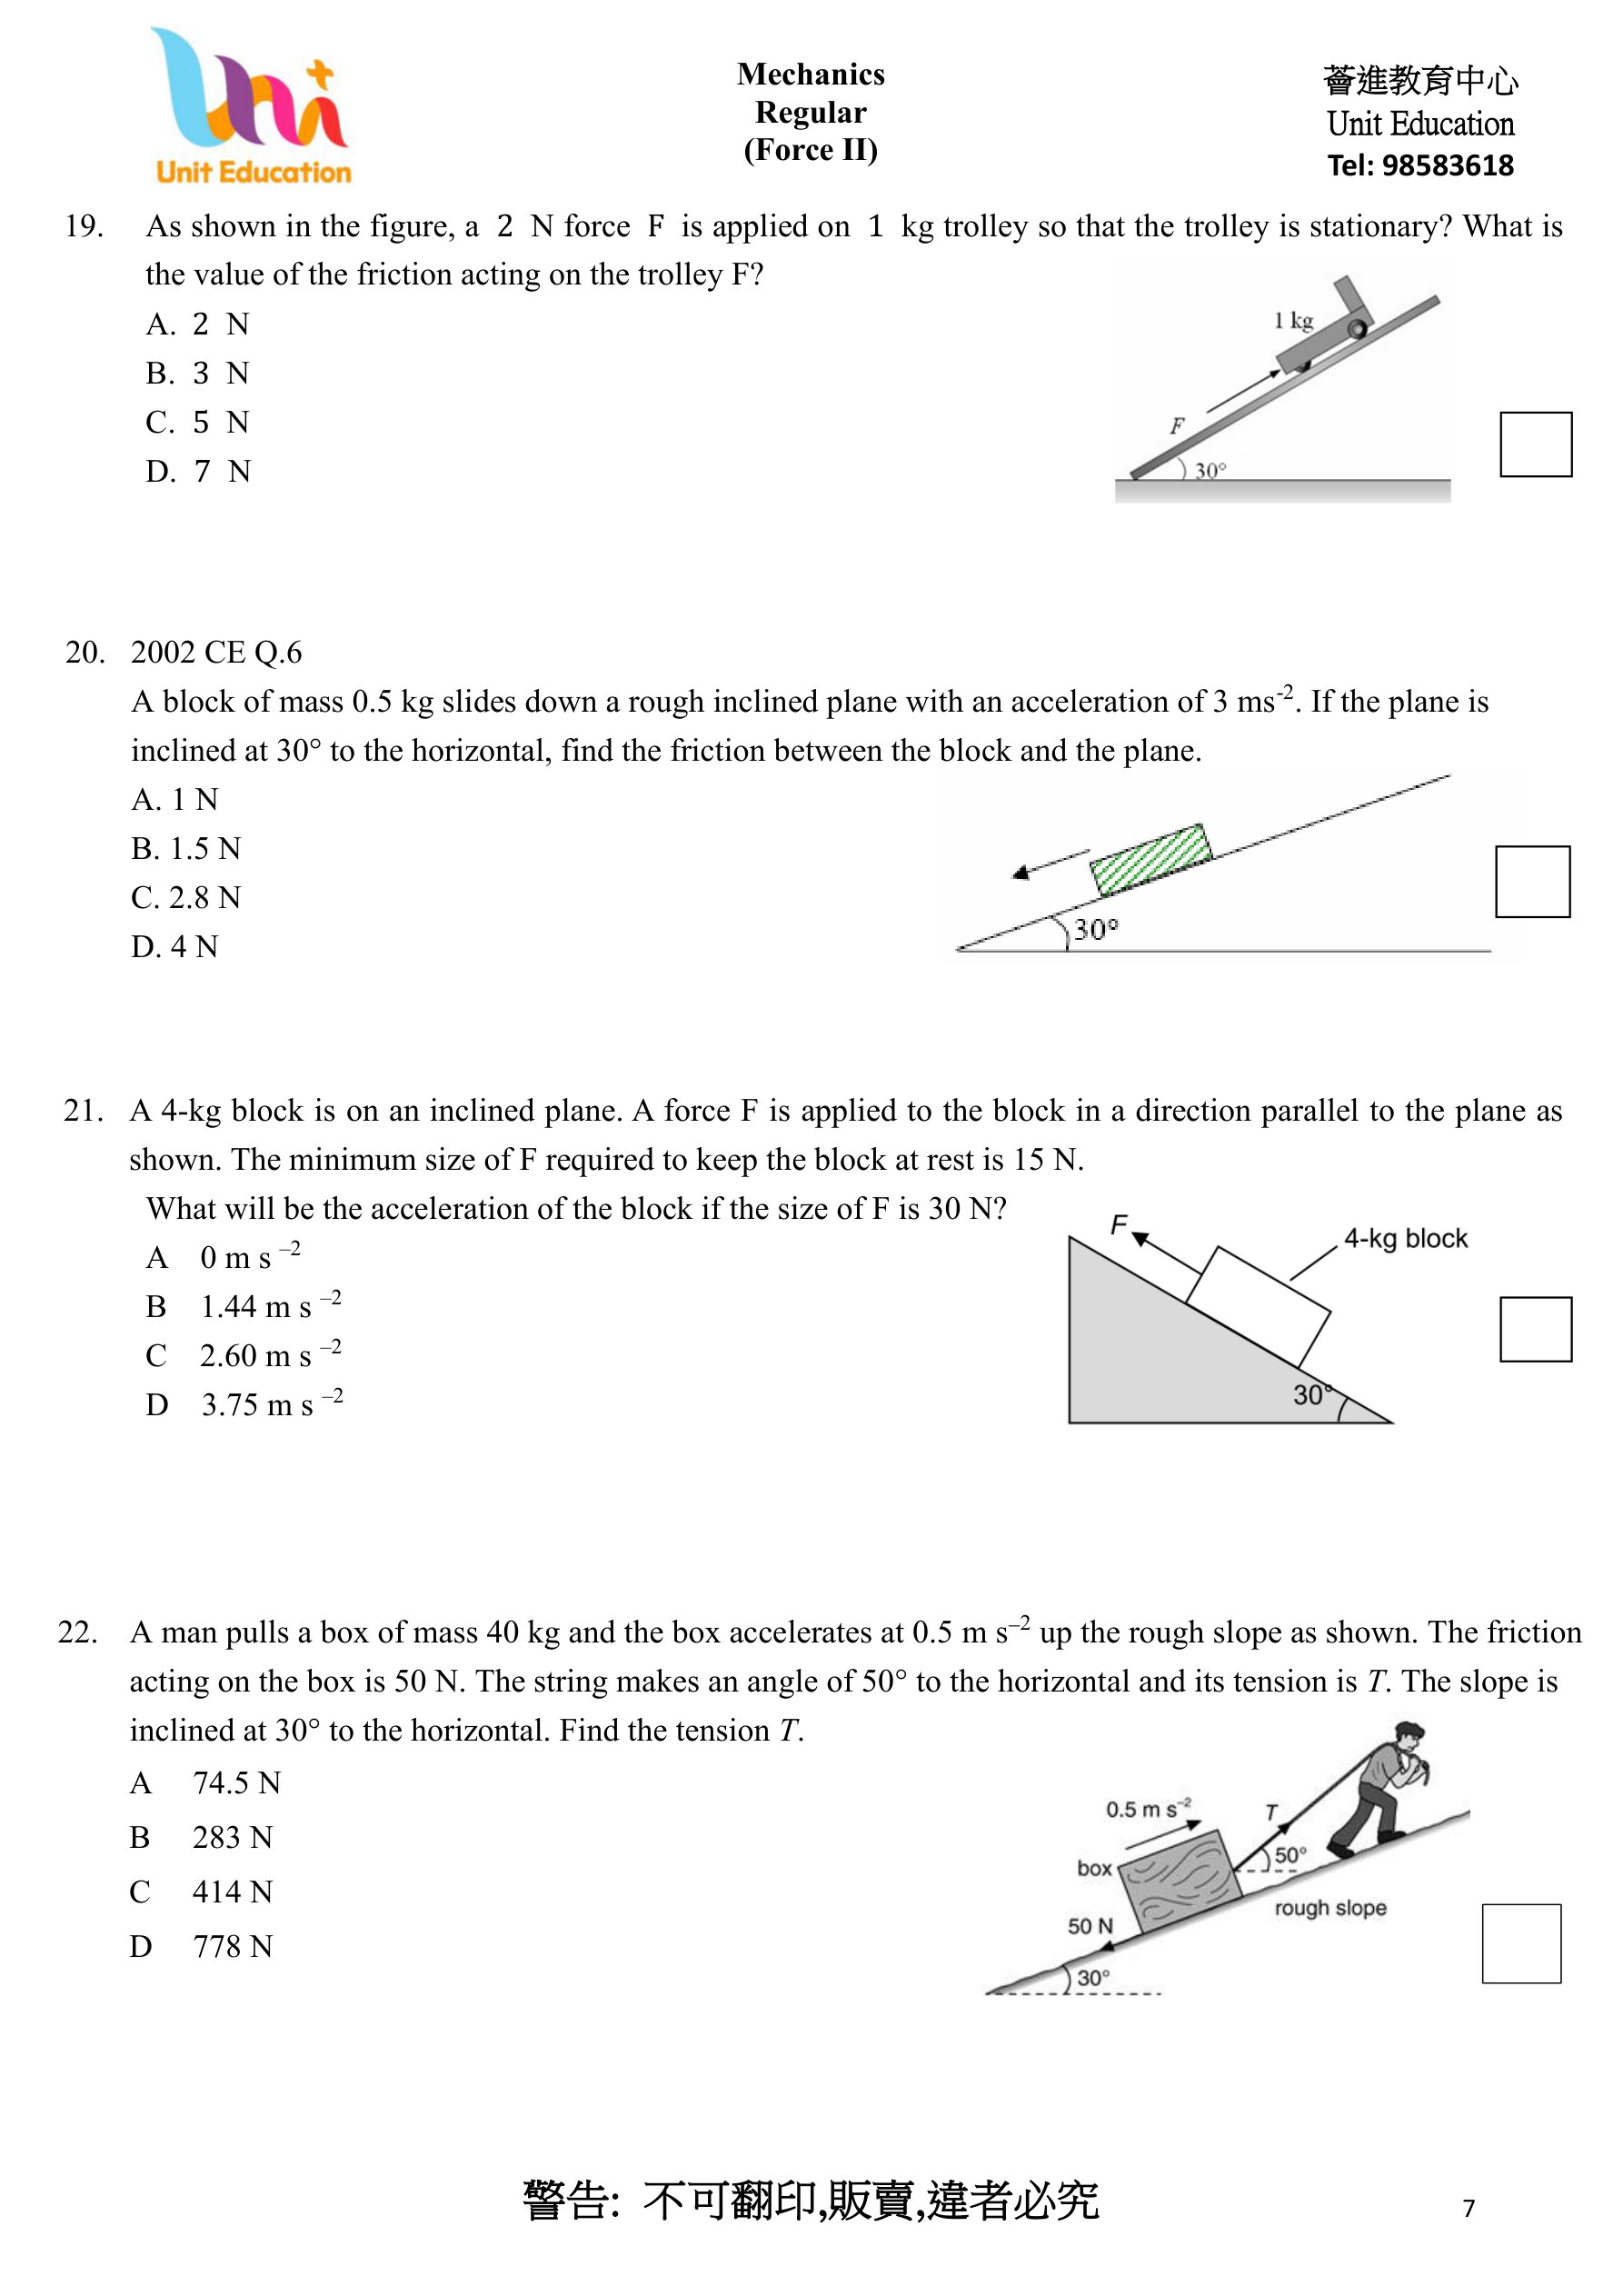 Unit Education
Mechanics
Regular
(Force II)
薈進教育中心
Unit Education
Tel: 98583618
19. As shown in the figure, a 2 N force F is applied on 1 kg trolley so that the trolley is stationary? What is
the value of the friction acting on the trolley F?
A. 2 N
B. 3 N
C. 5 N
D. 7 N
1 kg
F
30°
20. 2002 CE Q.6
A block of mass 0.5 kg slides down a rough inclined plane with an acceleration of 3 ms⁻². If the plane is
inclined at 30° to the horizontal, find the friction between the block and the plane.
A. 1 N
B. 1.5 N
C. 2.8 N
D. 4 N
30°
21. A 4-kg block is on an inclined plane. A force F is applied to the block in a direction parallel to the plane as
shown. The minimum size of F required to keep the block at rest is 15 N.
What will be the acceleration of the block if the size of F is 30 N?
A 0 m s⁻²
B 1.44 m s⁻²
C 2.60 m s⁻²
D 3.75 m s⁻²
F
4-kg block
30°
22. A man pulls a box of mass 40 kg and the box accelerates at 0.5 m s⁻² up the rough slope as shown. The friction
acting on the box is 50 N. The string makes an angle of 50° to the horizontal and its tension is T. The slope is
inclined at 30° to the horizontal. Find the tension T.
A 74.5 N
B 283 N
C 414 N
D 778 N
0.5 m s⁻²
T
50°
box
rough slope
50 N
30°
警告: 不可翻印,販賣,違者必究
7